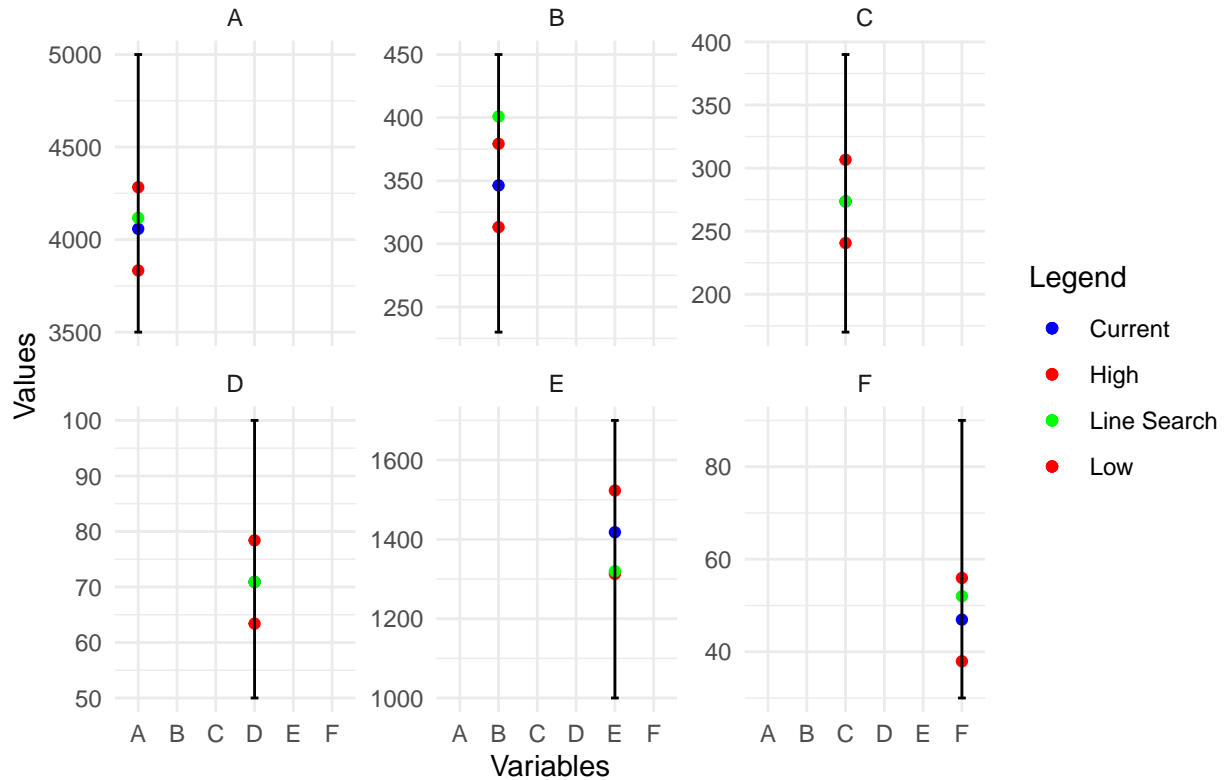 A B C
5000
4500
4000
3500
450
400
350
300
250
400
350
300
250
200
Values
D E F
100
90
80
70
60
50
1600
1400
1200
1000
80
60
40
A B C D E F
A B C D E F
A B C D E F
Variables
Legend
Current
High
Line Search
Low